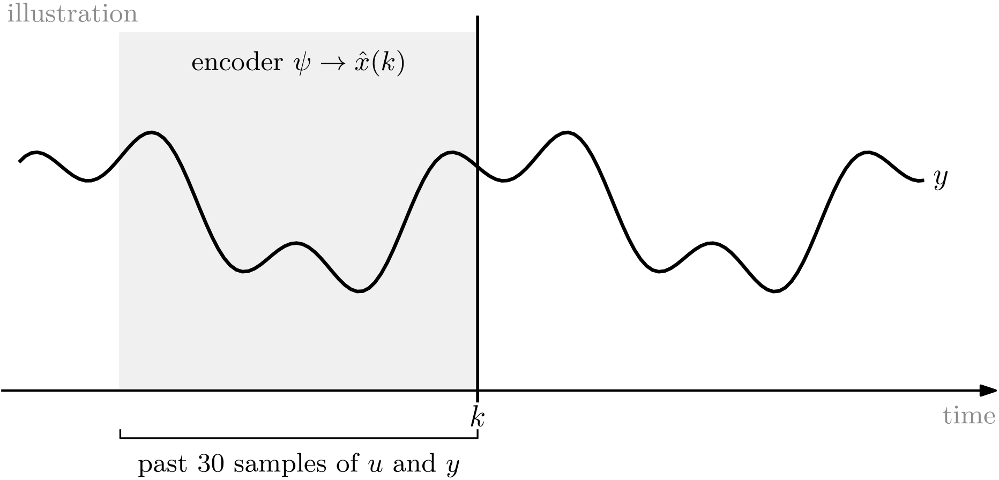 illustration
encoder ψ → x̂(k)
y
k
time
past 30 samples of u and y